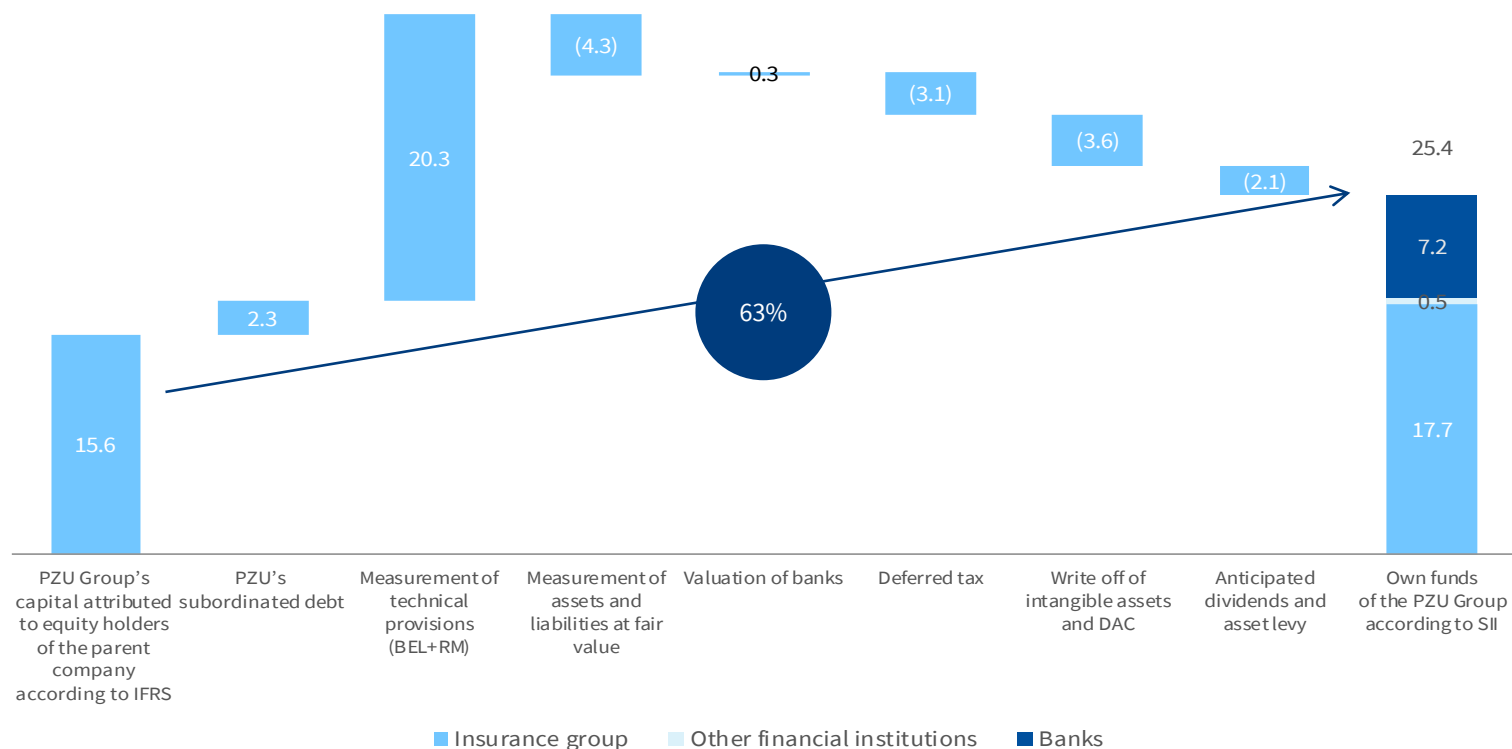 (4.3)
0.3
(3.1)
20.3
(3.6)
25.4
(2.1)
7.2
63%
0.5
2.3
15.6
17.7
PZU Group’s
capital attributed
to equity holders
of the parent
company
according to IFRS
PZU’s
subordinated debt
Measurement of
technical
provisions
(BEL+RM)
Measurement of
assets and
liabilities at fair
value
Valuation of banks
Deferred tax
Write off of
intangible assets
and DAC
Anticipated
dividends and
asset levy
Own funds
of the PZU Group
according to SII
Insurance group
Other financial institutions
Banks